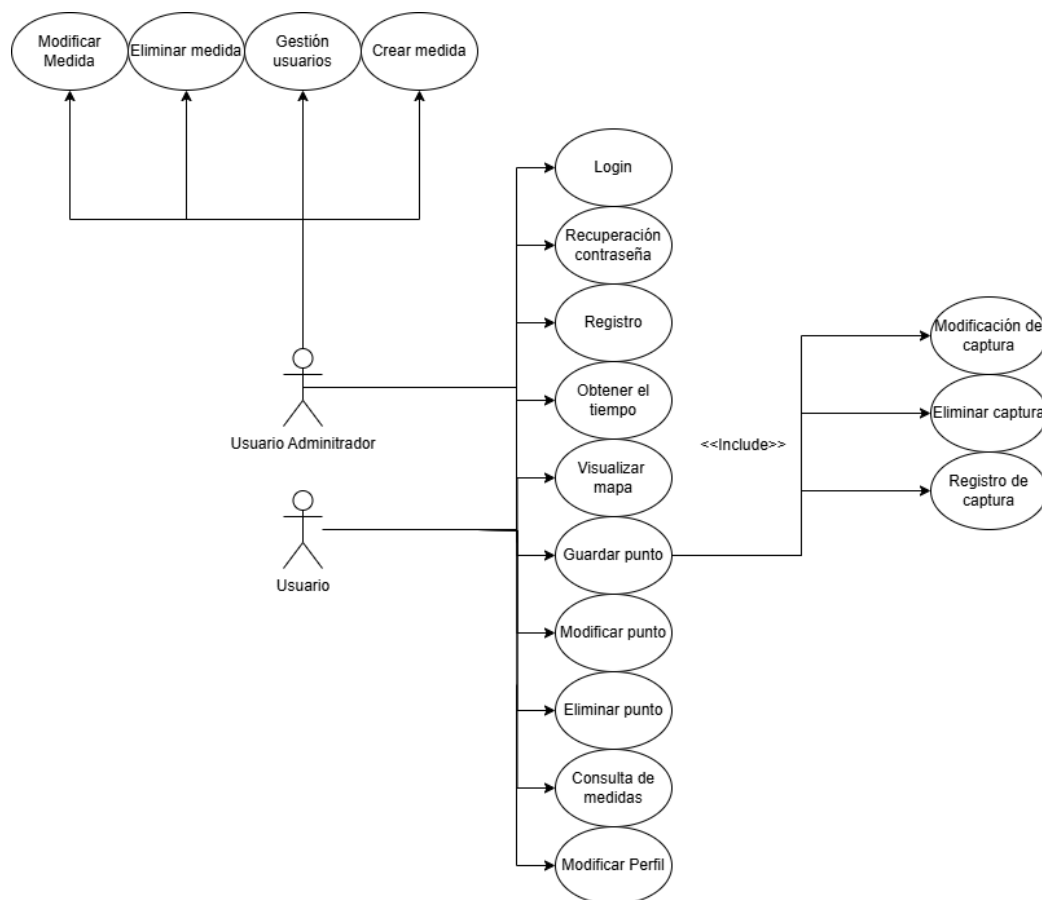 Modificar
Medida
Eliminar medida
Gestión
usuarios
Crear medida
Login
Recuperación
contraseña
Registro
Obtener el
tiempo
Visualizar
mapa
Guardar punto
Modificar punto
Eliminar punto
Consulta de
medidas
Modificar Perfil
Usuario Adminitrador
Usuario
<<Include>>
Modificación de
captura
Eliminar captura
Registro de
captura